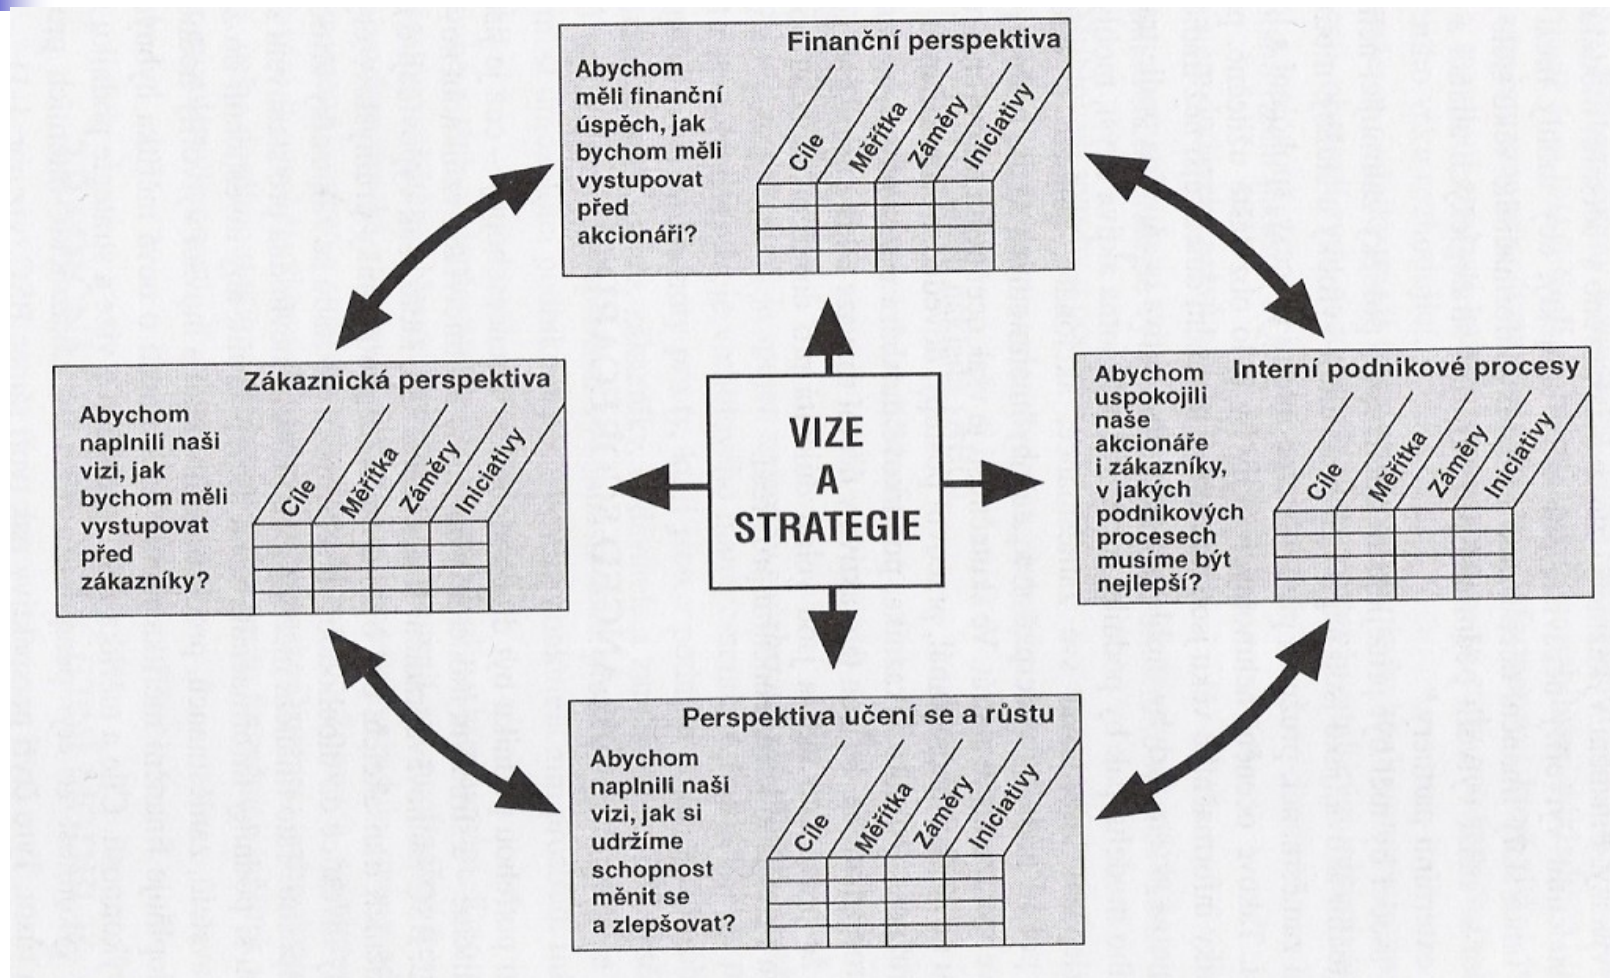 Finanční perspektiva
Abychom
měli finanční
úspěch, jak
bychom měli
vystupovat
před
akcionáři?
Cíle
Měřítka
Záměry
Iniciativy
Zákaznická perspektiva
Abychom
naplnili naši
vizi, jak
bychom měli
vystupovat
před
zákazníky?
Cíle
Měřítka
Záměry
Iniciativy
VIZE
A
STRATEGIE
Interní podnikové procesy
Abychom
uspokojili
naše
akcionáře
i zákazníky,
v jakých
podnikových
procesech
musíme být
nejlepší?
Cíle
Měřítka
Záměry
Iniciativy
Perspektiva učení se a růstu
Abychom
naplnili naši
vizi, jak si
udržíme
schopnost
měnit se
a zlepšovat?
Cíle
Měřítka
Záměry
Iniciativy